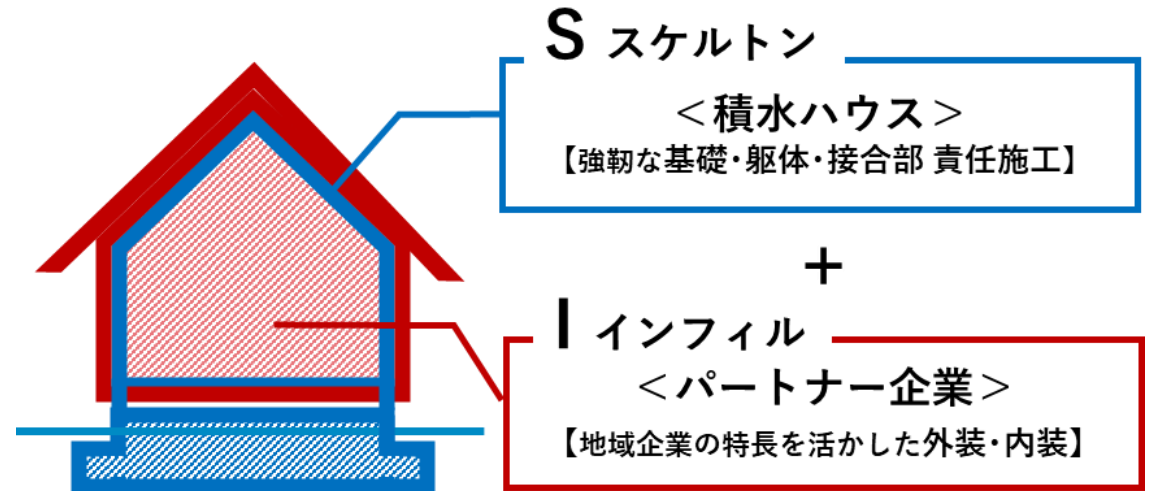 S スケルトン
＜積水ハウス＞
【強靭な基礎・躯体・接合部 責任施工】
＋
I インフィル
＜パートナー企業＞
【地域企業の特長を活かした外装・内装】